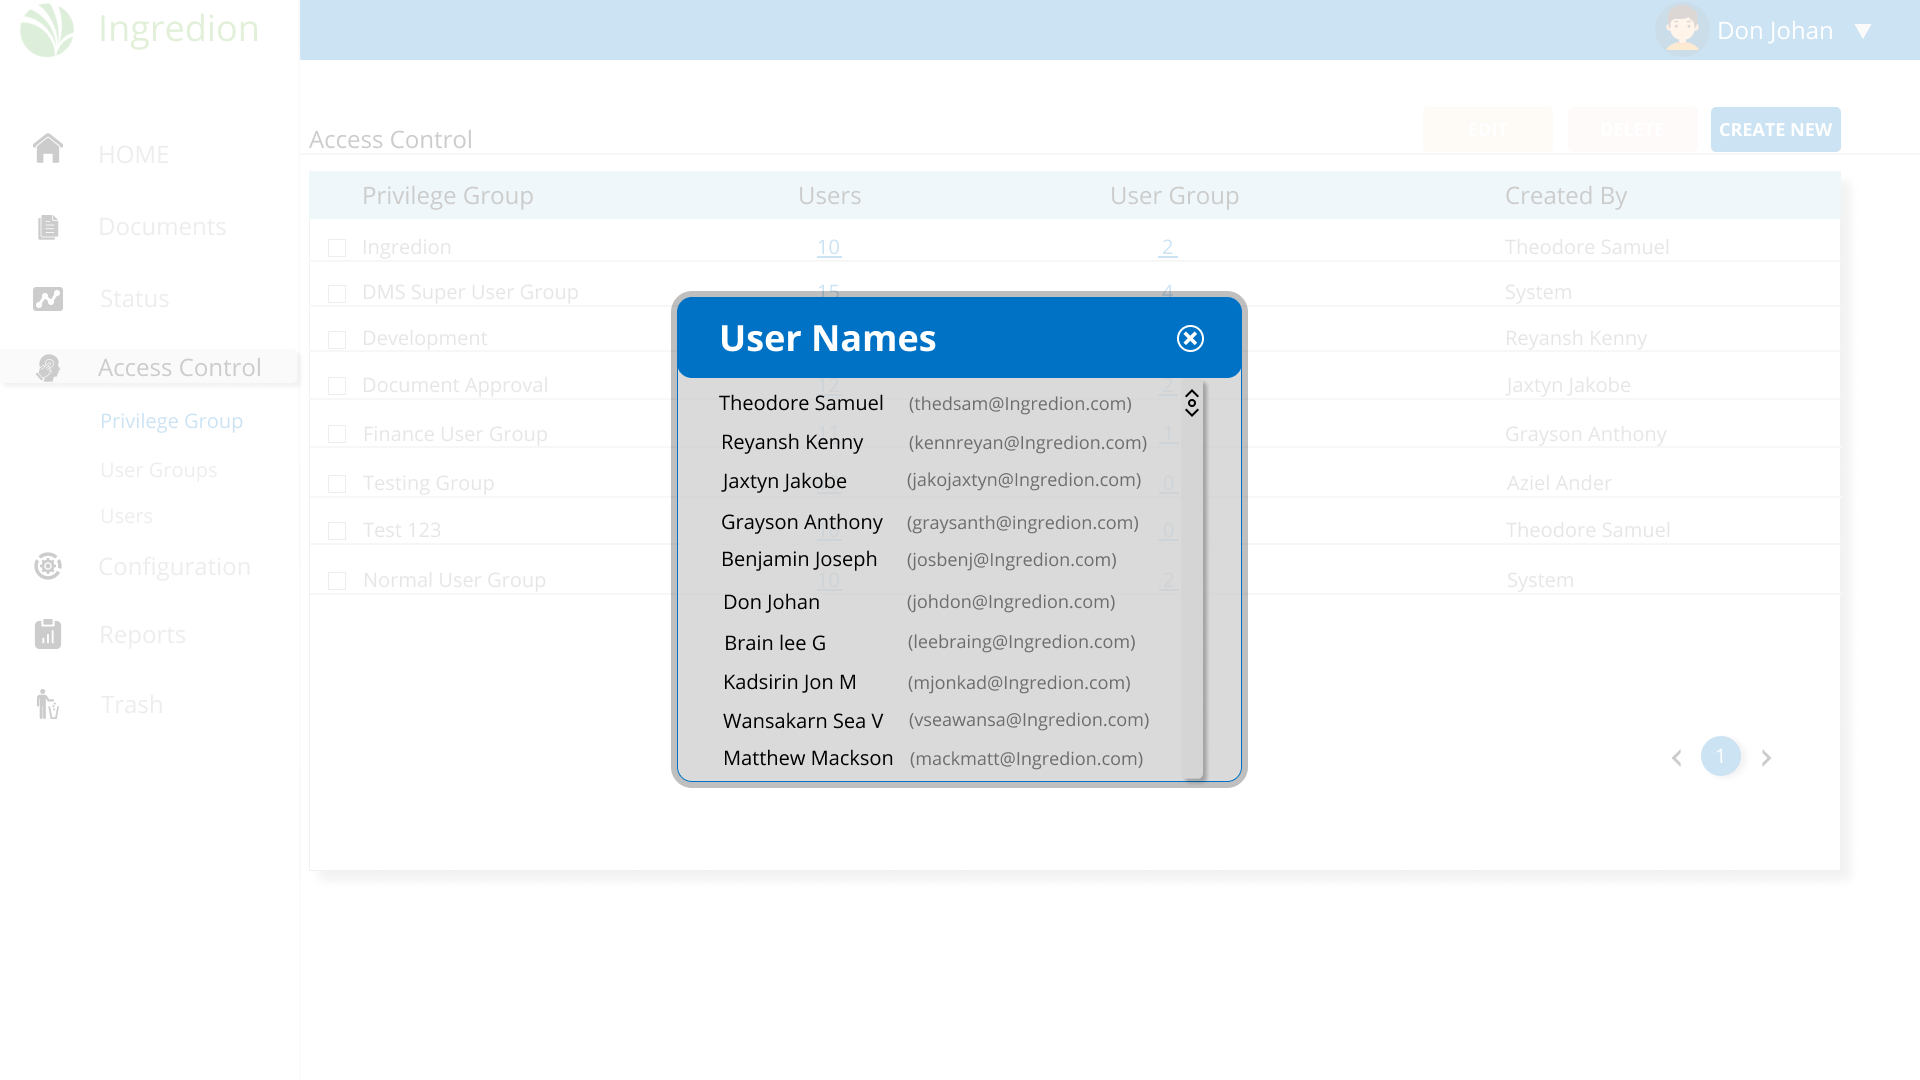 Ingredion
Don Johan ▼
HOME
Documents
Status
Access Control
Privilege Group
User Groups
Users
Configuration
Reports
Trash
Access Control
EDIT
DELETE
CREATE NEW
Privilege Group Users User Group Created By
Ingredion 10 2 Theodore Samuel
DMS Super User Group 15 4 System
Development Reyansh Kenny
Document Approval 12 2 Jaxtyn Jakobe
Finance User Group 11 1 Grayson Anthony
Testing Group 0 Aziel Ander
Test 123 10 0 Theodore Samuel
Normal User Group 10 2 System
User Names
Theodore Samuel (thedsam@Ingredion.com)
Reyansh Kenny (kennreyan@Ingredion.com)
Jaxtyn Jakobe (jakojaxtyn@Ingredion.com)
Grayson Anthony (graysanth@ingredion.com)
Benjamin Joseph (josbenj@Ingredion.com)
Don Johan (johdon@Ingredion.com)
Brain lee G (leebraing@Ingredion.com)
Kadsirin Jon M (mjonkad@Ingredion.com)
Wansakarn Sea V (vseawansa@Ingredion.com)
Matthew Mackson (mackmatt@Ingredion.com)
1